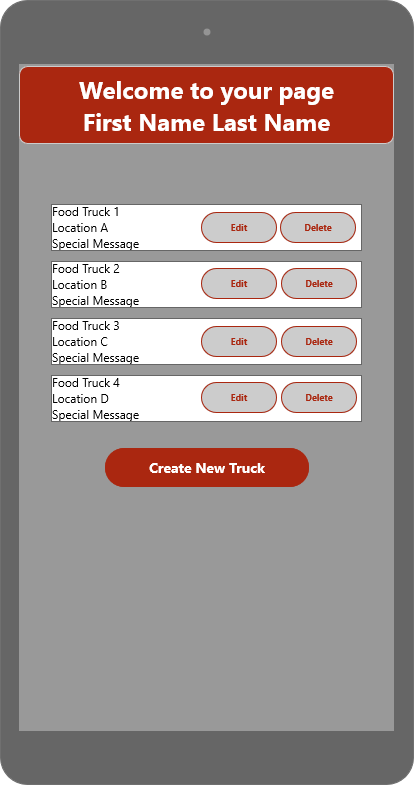 Welcome to your page
First Name Last Name
Food Truck 1
Location A
Special Message
Edit
Delete
Food Truck 2
Location B
Special Message
Edit
Delete
Food Truck 3
Location C
Special Message
Edit
Delete
Food Truck 4
Location D
Special Message
Edit
Delete
Create New Truck